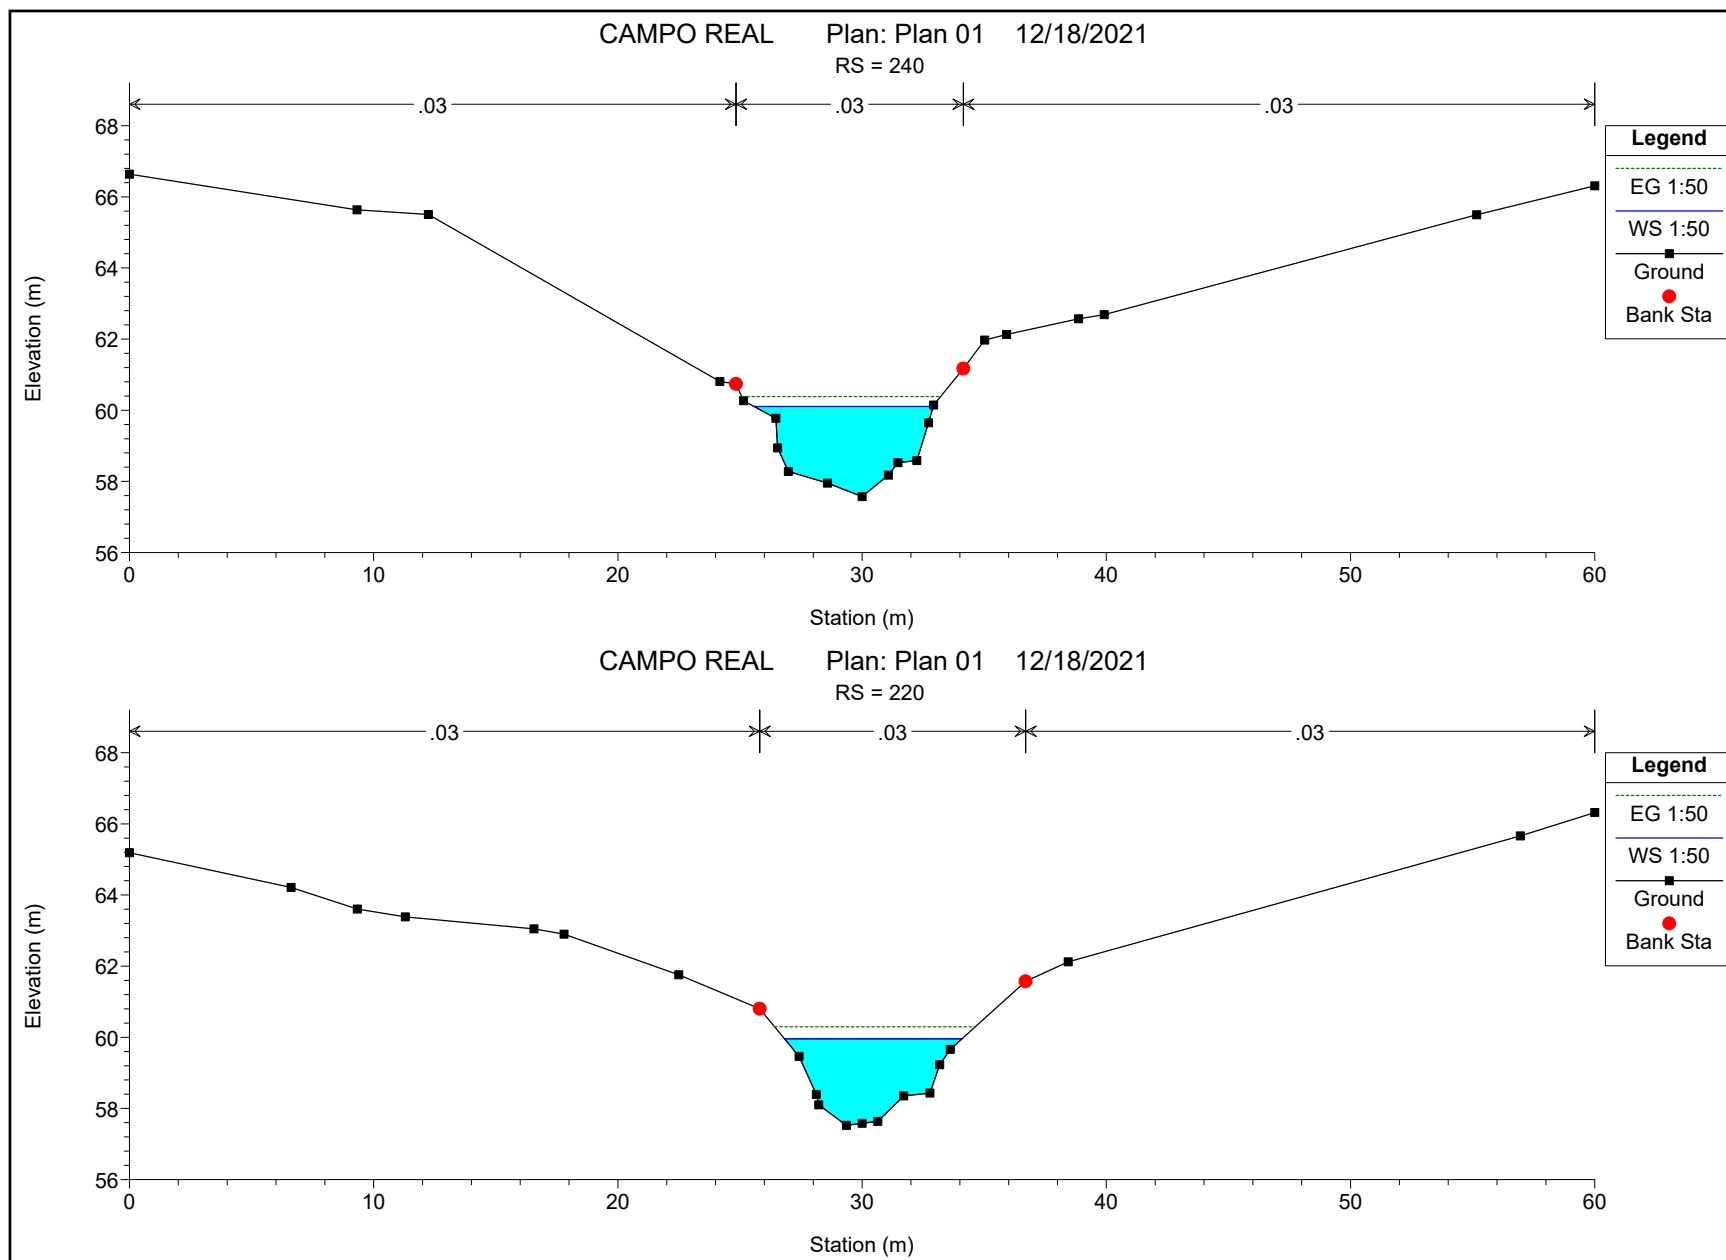 CAMPO REAL Plan: Plan 01 12/18/2021
RS = 240
.03 .03 .03
68
66
64
62
60
58
56
Elevation (m)
0 10 20 30 40 50 60
Station (m)
Legend
EG 1:50
WS 1:50
Ground
Bank Sta
CAMPO REAL Plan: Plan 01 12/18/2021
RS = 220
.03 .03 .03
68
66
64
62
60
58
56
Elevation (m)
0 10 20 30 40 50 60
Station (m)
Legend
EG 1:50
WS 1:50
Ground
Bank Sta